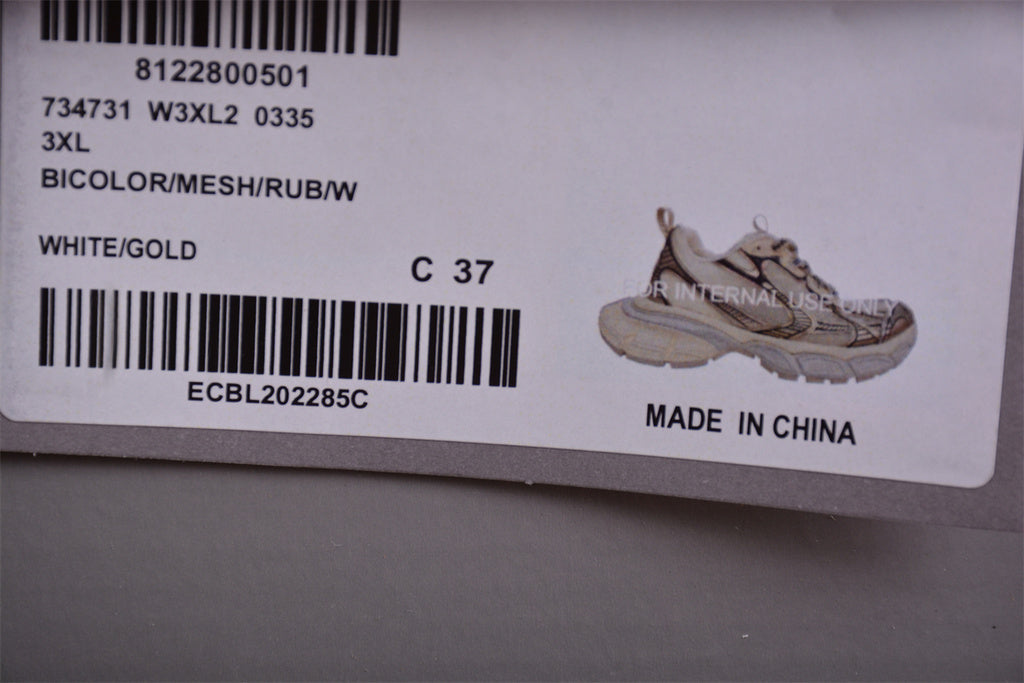 8122800501
734731 W3XL2 0335
3XL
BICOLOR/MESH/RUB/W
WHITE/GOLD
C 37
ECBL202285C
FOR INTERNAL USE ONLY
MADE IN CHINA